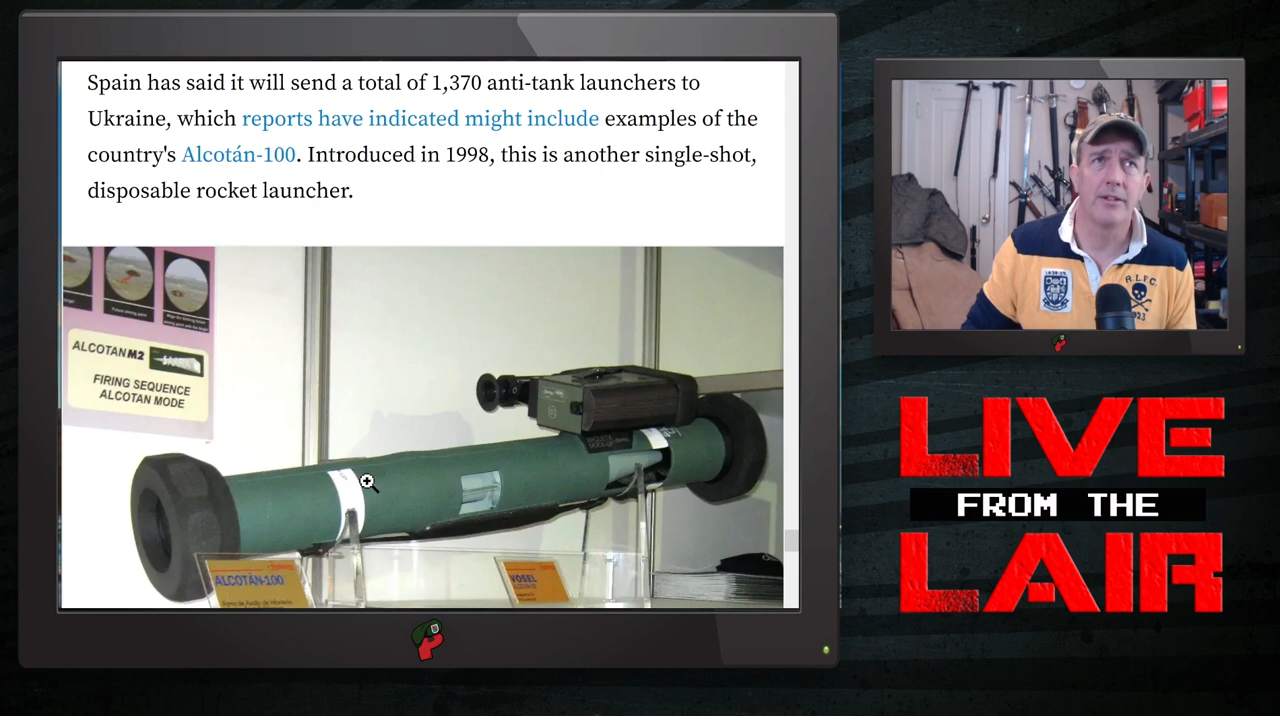 Spain has said it will send a total of 1,370 anti-tank launchers to
Ukraine, which reports have indicated might include examples of the
country's Alcotán-100. Introduced in 1998, this is another single-shot,
disposable rocket launcher.
ALCOTAN M2
FIRING SEQUENCE
ALCOTAN MODE
ALCOTÁN-100
VOSEL
R.L.F.C.
LIVE
FROM THE
LAIR